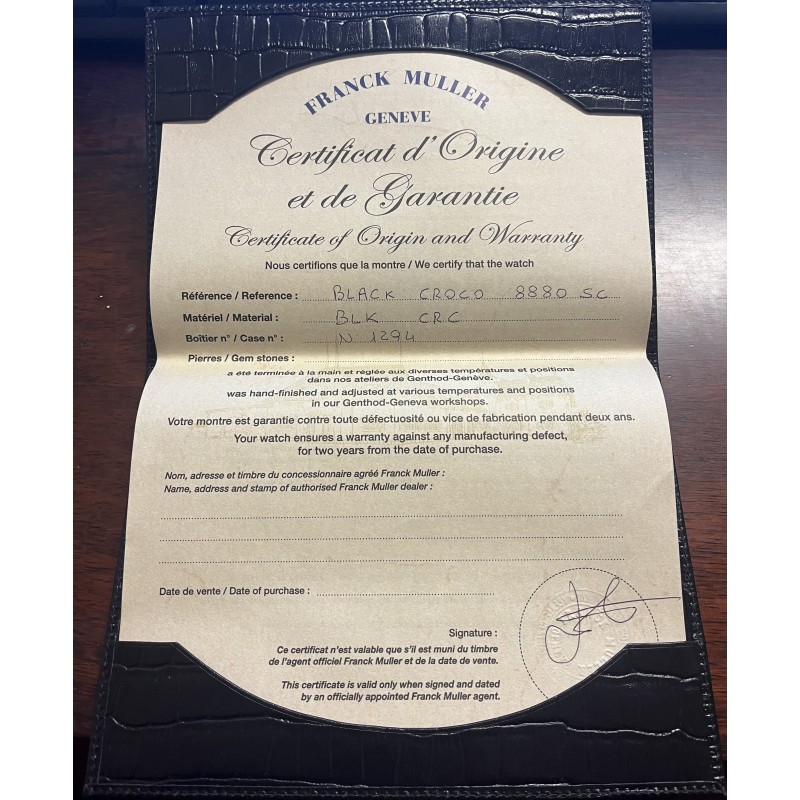 FRANCK MULLER
GENEVE
Certificat d'Origine
et de Garantie
Certificate of Origin and Warranty
Nous certifions que la montre / We certify that the watch
Référence / Reference : BLACK CROCO 8880 SC
Matériel / Material : BLK CRC
Boîtier n° / Case n° : N 1294
Pierres / Gem stones :
a été terminée à la main et réglée aux diverses températures et positions
dans nos ateliers de Genthod-Genève.
was hand-finished and adjusted at various temperatures and positions
in our Genthod-Geneva workshops.
Votre montre est garantie contre toute défectuosité ou vice de fabrication pendant deux ans.
Your watch ensures a warranty against any manufacturing defect,
for two years from the date of purchase.
Nom, adresse et timbre du concessionnaire agréé Franck Muller :
Name, address and stamp of authorised Franck Muller dealer :
Date de vente / Date of purchase :
Signature :
Ce certificat n'est valable que s'il est muni du timbre
de l'agent officiel Franck Muller et de la date de vente.
This certificate is valid only when signed and dated
by an officially appointed Franck Muller agent.